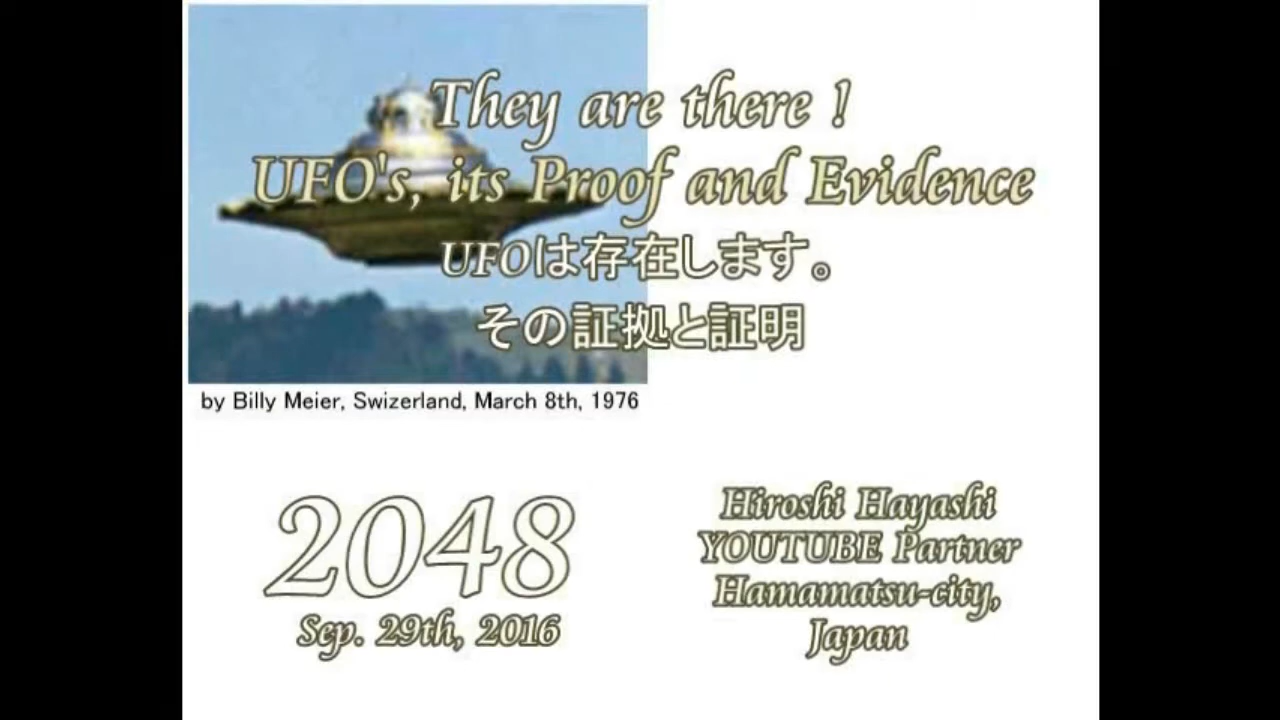 They are there !
UFO's, its Proof and Evidence
UFOは存在します。
その証拠と証明
by Billy Meier, Swizerland, March 8th, 1976
2048
Sep. 29th, 2016
Hiroshi Hayashi
YOUTUBE Partner
Hamamatsu-city,
Japan